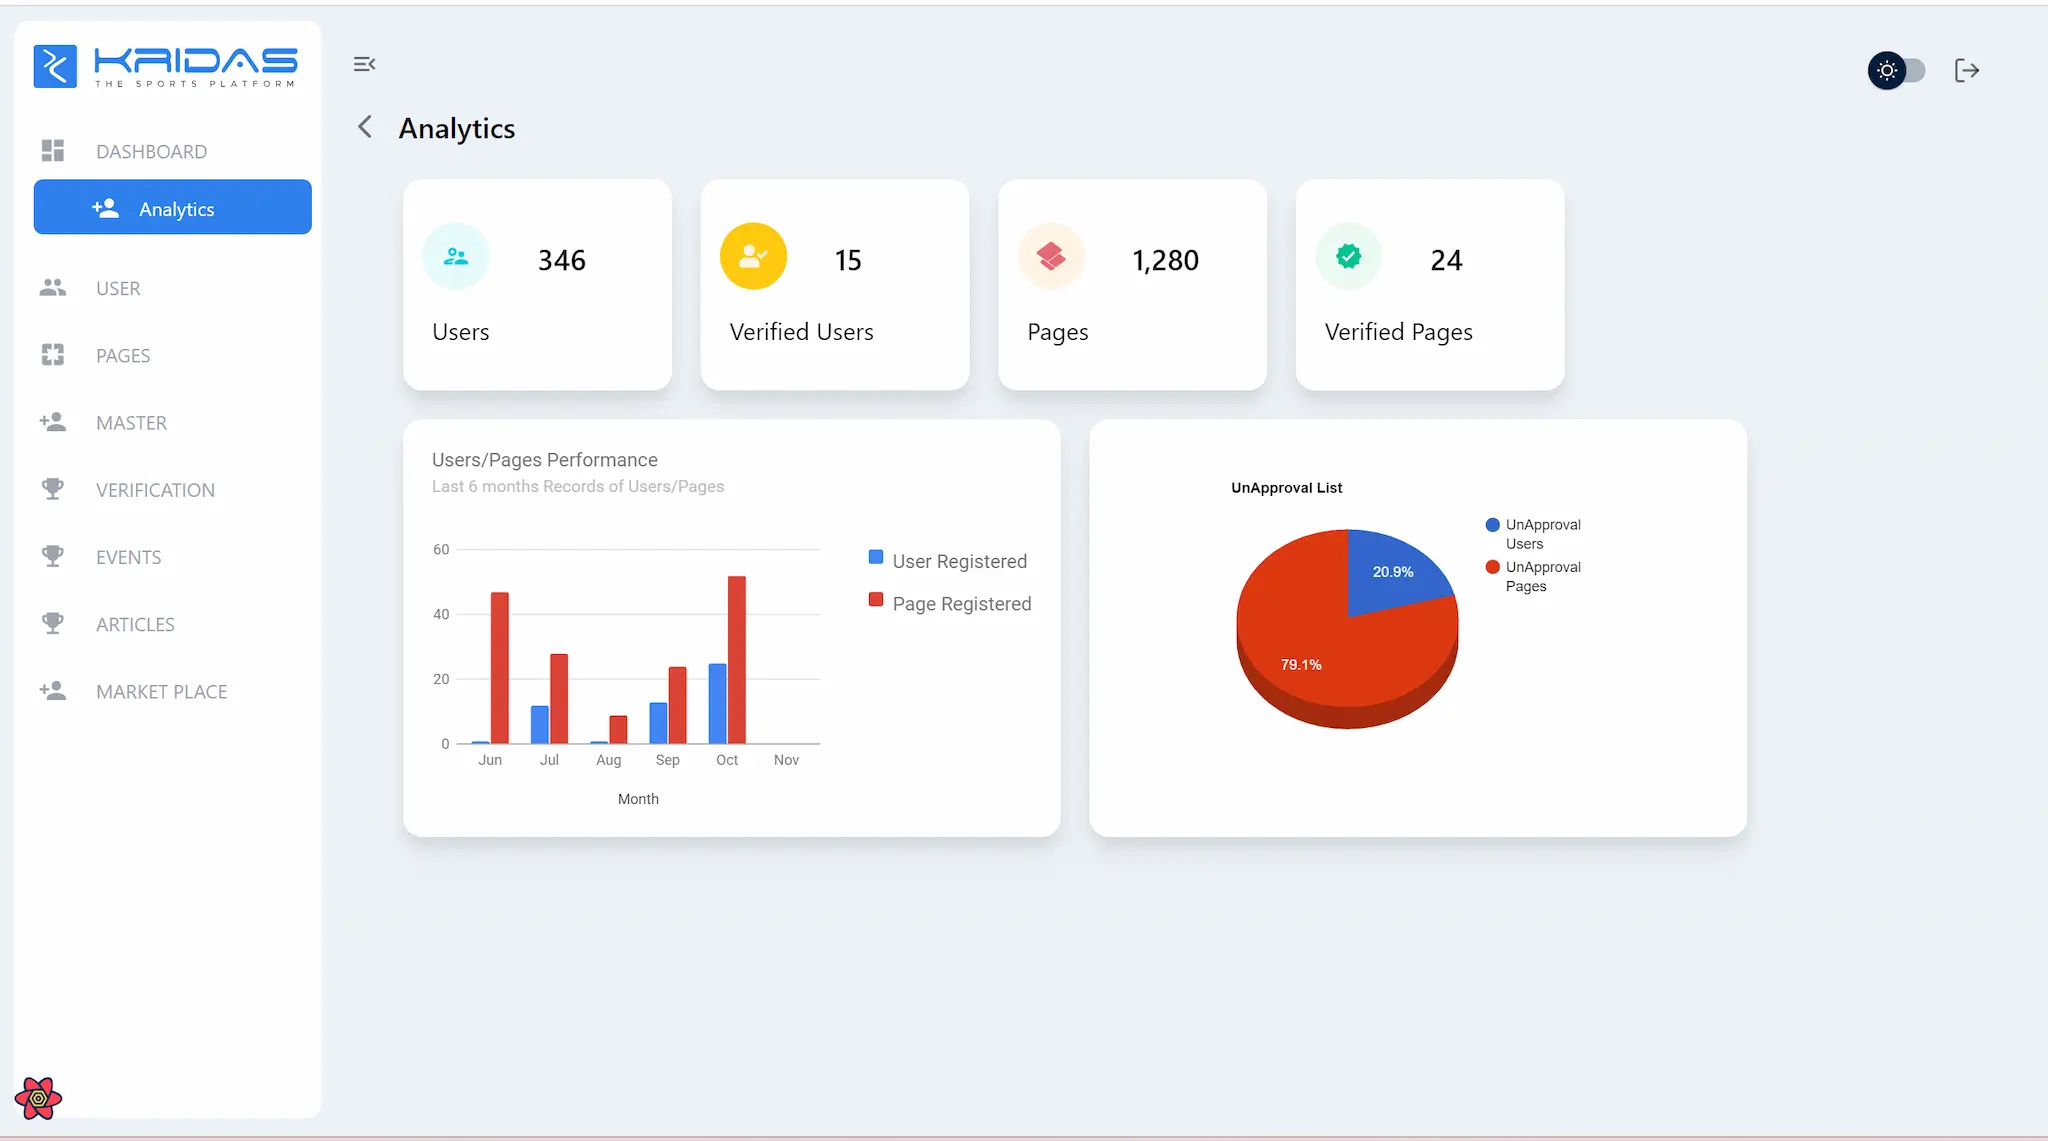 KRIDAS
THE SPORTS PLATFORM
DASHBOARD
Analytics
USER
PAGES
MASTER
VERIFICATION
EVENTS
ARTICLES
MARKET PLACE
Analytics
346
Users
15
Verified Users
1,280
Pages
24
Verified Pages
Users/Pages Performance
Last 6 months Records of Users/Pages
60
40
20
0
Jun Jul Aug Sep Oct Nov
Month
User Registered
Page Registered
UnApproval List
20.9%
79.1%
UnApproval
Users
UnApproval
Pages